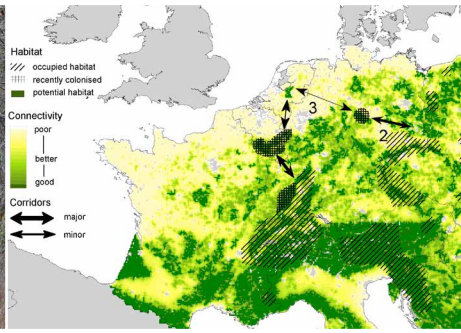 Habitat
occupied habitat
recently colonised
potential habitat
Connectivity
poor
better
good
Corridors
major
minor
3
2